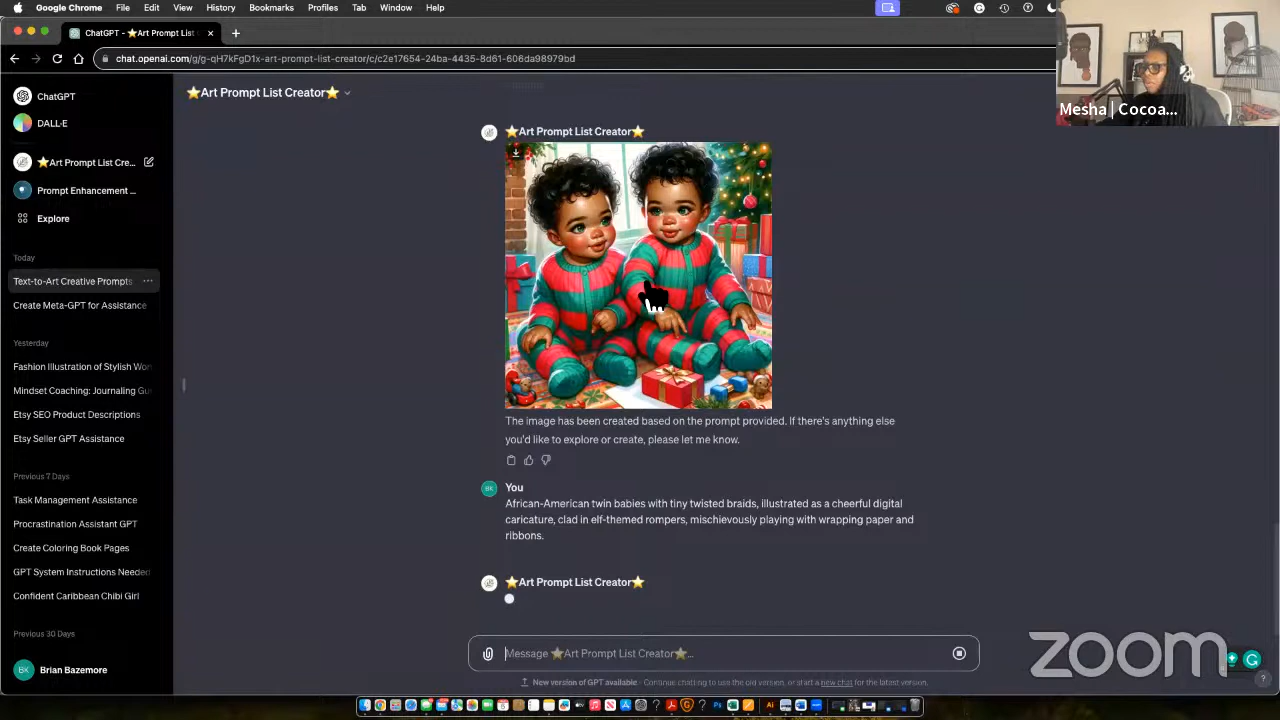 Google Chrome File Edit View History Bookmarks Profiles Tab Window Help
ChatGPT - ⭐Art Prompt List
chat.openai.com/g/g-qH7kFgD1x-art-prompt-list-creator/c/c2e17654-24ba-4435-8d61-606da98979bd
Mesha | Cocoa...
ChatGPT
DALL·E
⭐Art Prompt List Cre...
Prompt Enhancement ...
Explore
Today
Text-to-Art Creative Prompts
Create Meta-GPT for Assistance
Yesterday
Fashion Illustration of Stylish Wor
Mindset Coaching: Journaling Gu
Etsy SEO Product Descriptions
Etsy Seller GPT Assistance
Previous 7 Days
Task Management Assistance
Procrastination Assistant GPT
Create Coloring Book Pages
GPT System Instructions Needed
Confident Caribbean Chibi Girl
Previous 30 Days
BK Brian Bazemore
⭐Art Prompt List Creator⭐
⭐Art Prompt List Creator⭐
The image has been created based on the prompt provided. If there's anything else
you'd like to explore or create, please let me know.
BK You
African-American twin babies with tiny twisted braids, illustrated as a cheerful digital
caricature, clad in elf-themed rompers, mischievously playing with wrapping paper and
ribbons.
⭐Art Prompt List Creator⭐
Message ⭐Art Prompt List Creator⭐...
New version of GPT available - Continue chatting to use the old version, or start a new chat for the latest version.
zoom
?